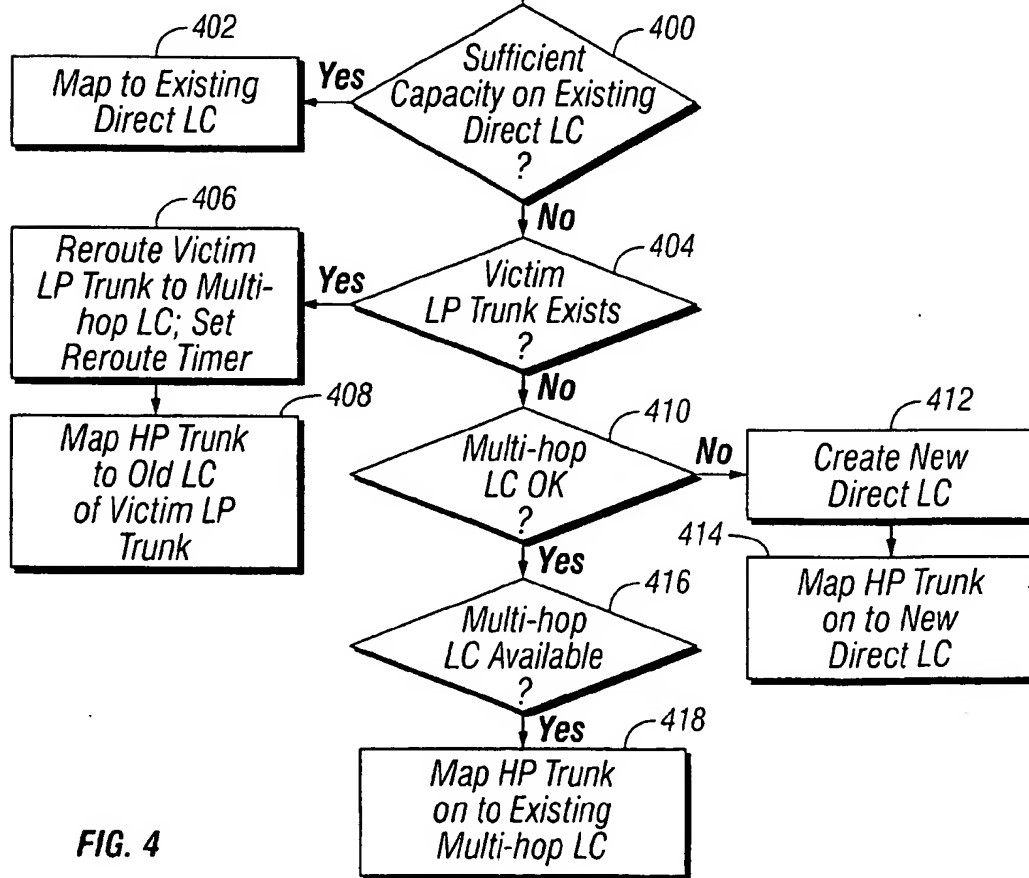 402
Map to Existing
Direct LC
Yes
400
Sufficient
Capacity on Existing
Direct LC
?
No
406
Reroute Victim
LP Trunk to Multi-
hop LC; Set
Reroute Timer
Yes
404
Victim
LP Trunk Exists
?
No
408
Map HP Trunk
to Old LC
of Victim LP
Trunk
410
Multi-hop
LC OK
?
No
412
Create New
Direct LC
Yes
414
Map HP Trunk
on to New
Direct LC
416
Multi-hop
LC Available
?
Yes
418
Map HP Trunk
on to Existing
Multi-hop LC
FIG. 4